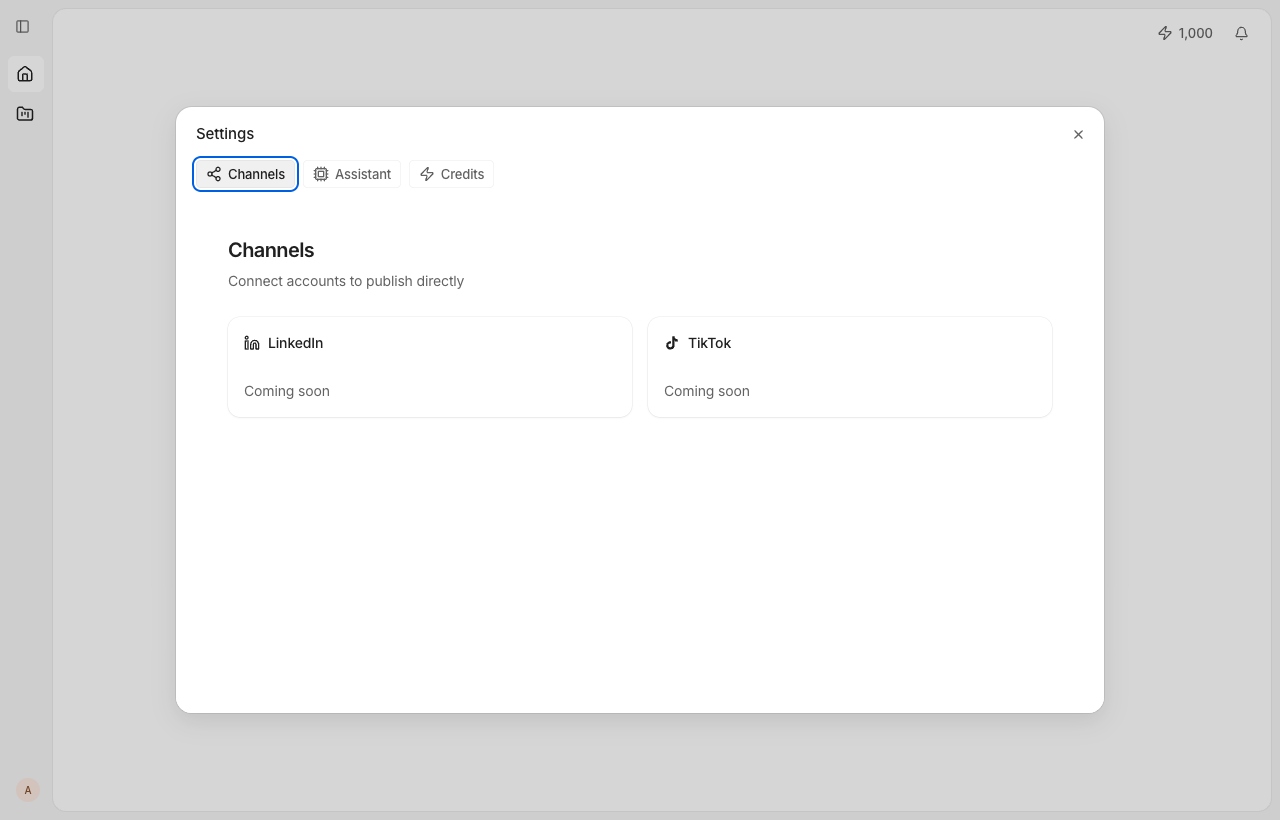 1,000
Settings
Channels
Assistant
Credits
Channels
Connect accounts to publish directly
LinkedIn
TikTok
Coming soon
Coming soon
A